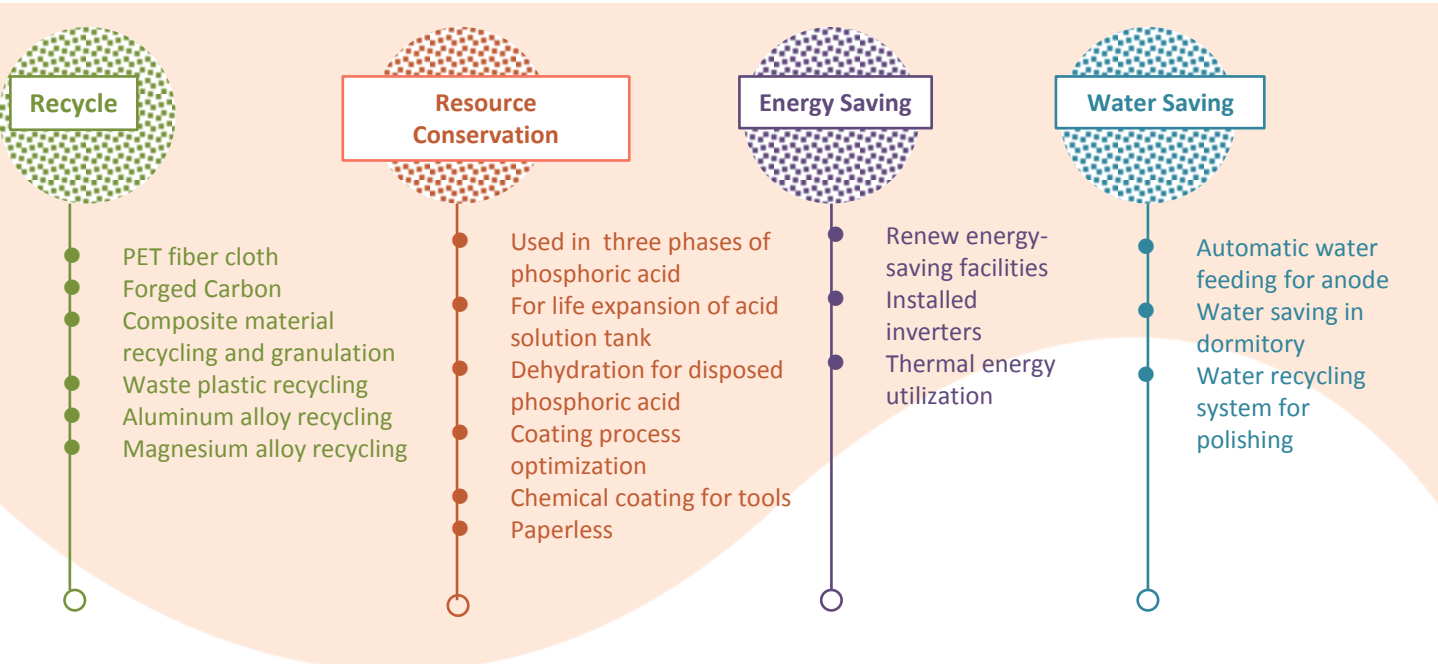 Recycle
PET fiber cloth
Forged Carbon
Composite material
recycling and granulation
Waste plastic recycling
Aluminum alloy recycling
Magnesium alloy recycling
Resource
Conservation
Used in  three phases of
phosphoric acid
For life expansion of acid
solution tank
Dehydration for disposed
phosphoric acid
Coating process
optimization
Chemical coating for tools
Paperless
Energy Saving
Renew energy-
saving facilities
Installed
inverters
Thermal energy
utilization
Water Saving
Automatic water
feeding for anode
Water saving in
dormitory
Water recycling
system for
polishing